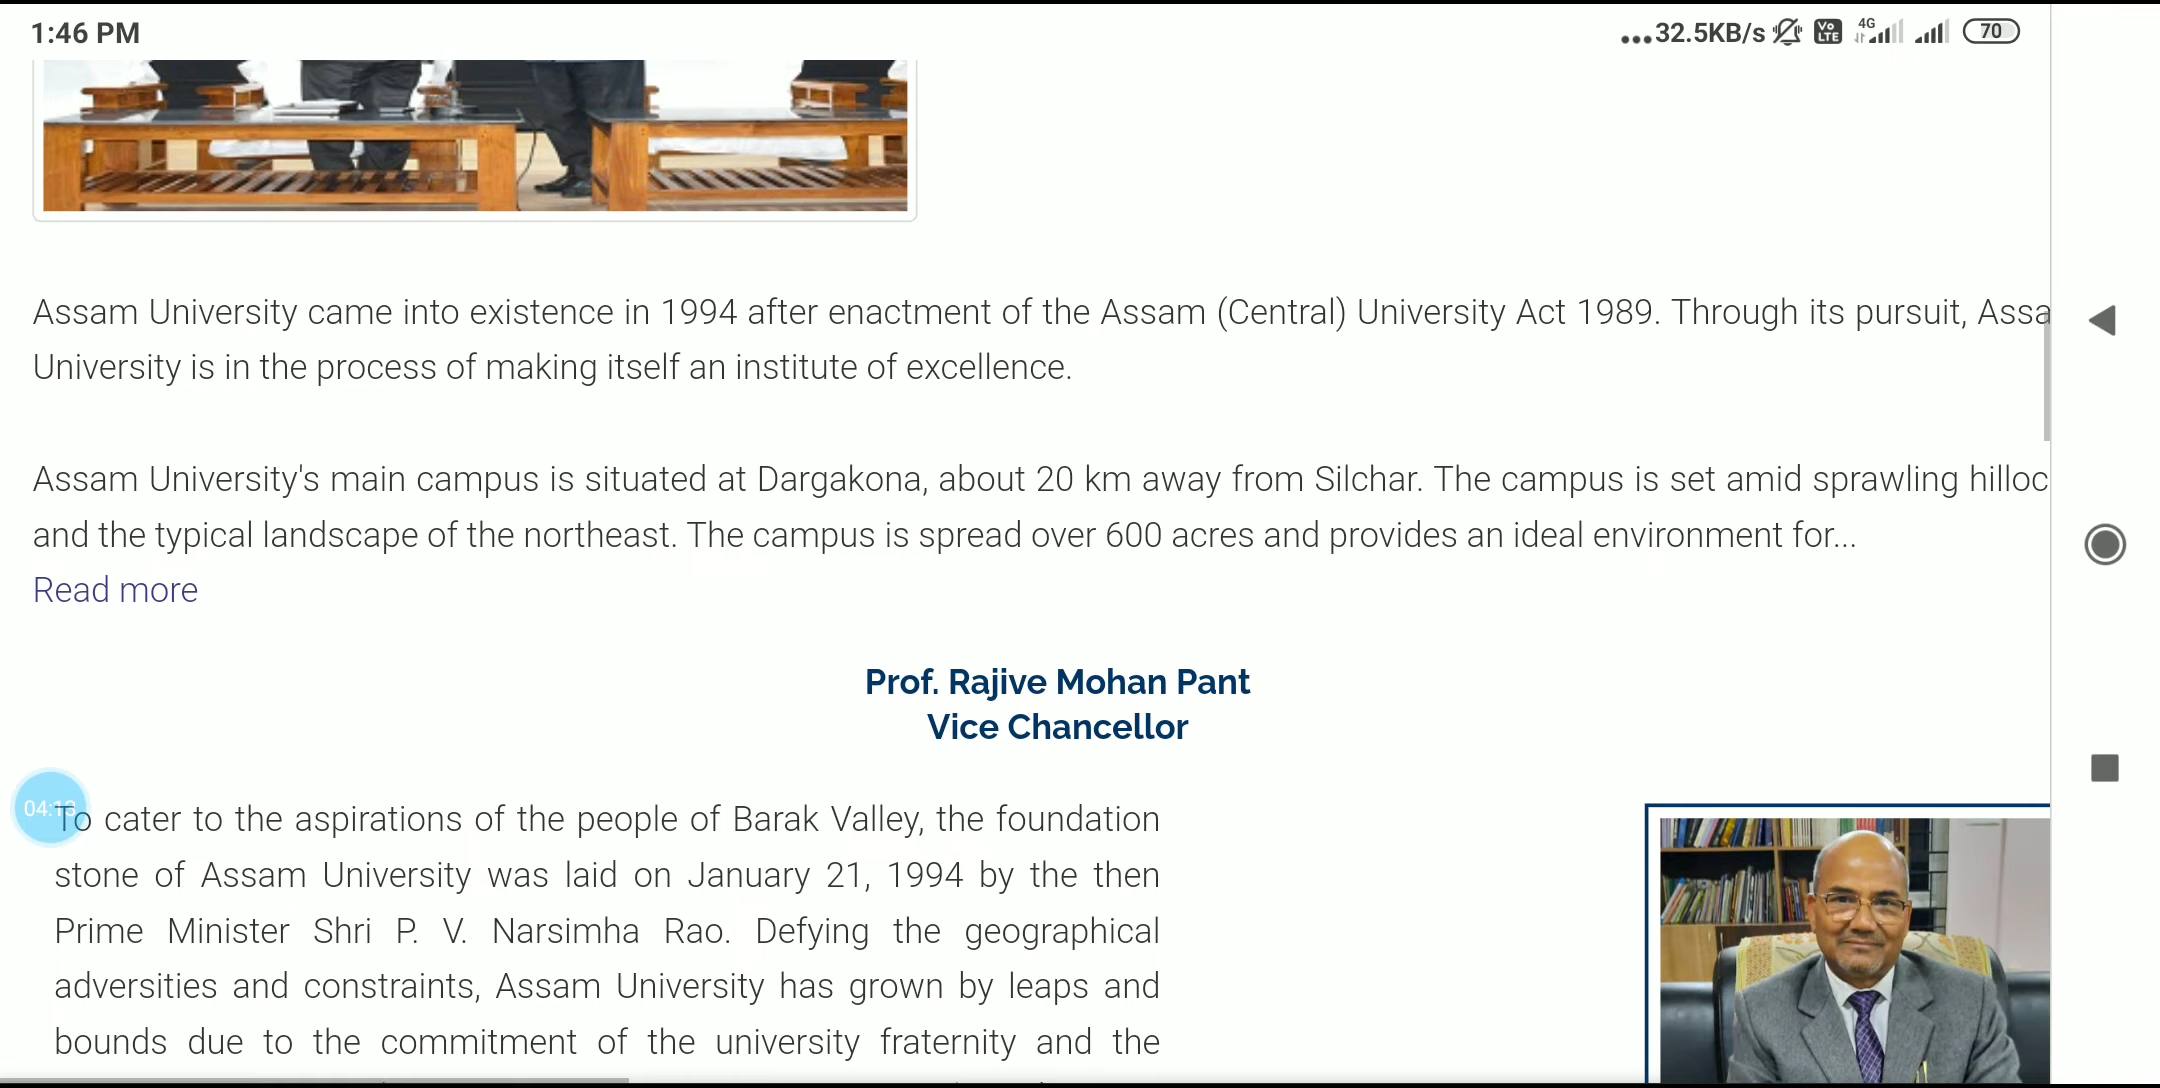 1:46 PM
...32.5KB/s Vo LTE 4G 70
Assam University came into existence in 1994 after enactment of the Assam (Central) University Act 1989. Through its pursuit, Assa
University is in the process of making itself an institute of excellence.
Assam University's main campus is situated at Dargakona, about 20 km away from Silchar. The campus is set amid sprawling hilloc
and the typical landscape of the northeast. The campus is spread over 600 acres and provides an ideal environment for...
Read more
Prof. Rajive Mohan Pant
Vice Chancellor
To cater to the aspirations of the people of Barak Valley, the foundation
stone of Assam University was laid on January 21, 1994 by the then
Prime Minister Shri P. V. Narsimha Rao. Defying the geographical
adversities and constraints, Assam University has grown by leaps and
bounds due to the commitment of the university fraternity and the